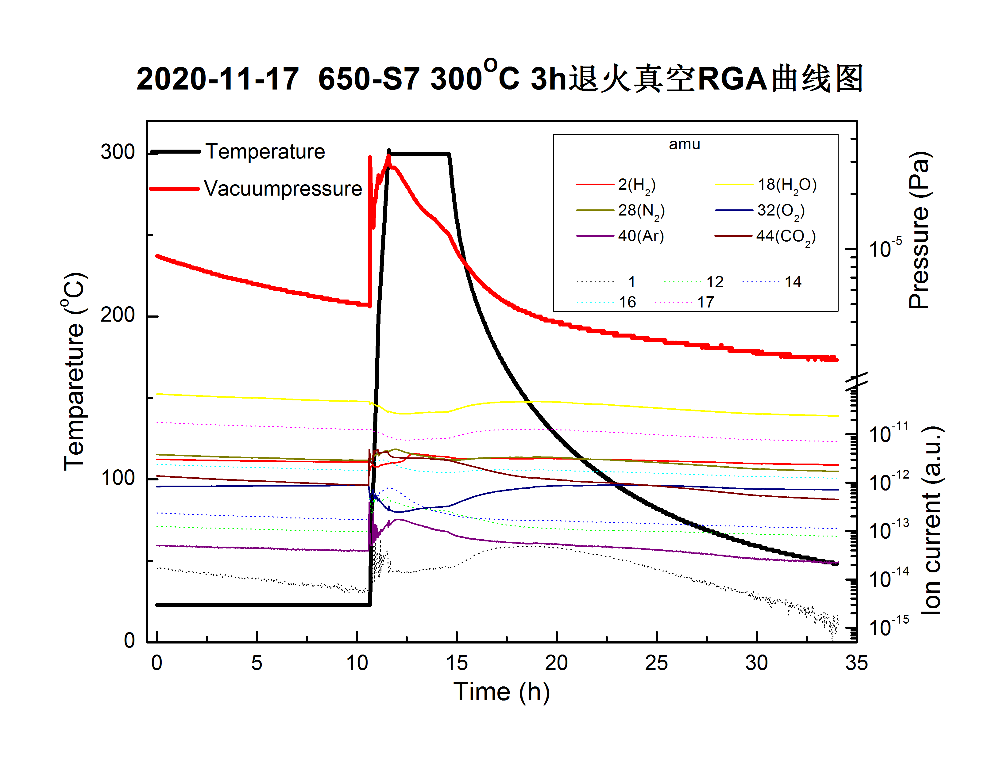 2020-11-17  650-S7 300°C 3h退火真空RGA曲线图
Temperature
Vacuumpressure
amu
2(H₂) 18(H₂O)
28(N₂) 32(O₂)
40(Ar) 44(CO₂)
1 12 14
16 17
Tempareture (°C)
300
200
100
0
Pressure (Pa)
10⁻⁵
Ion current (a.u.)
10⁻¹¹
10⁻¹²
10⁻¹³
10⁻¹⁴
10⁻¹⁵
0 5 10 15 20 25 30 35
Time (h)